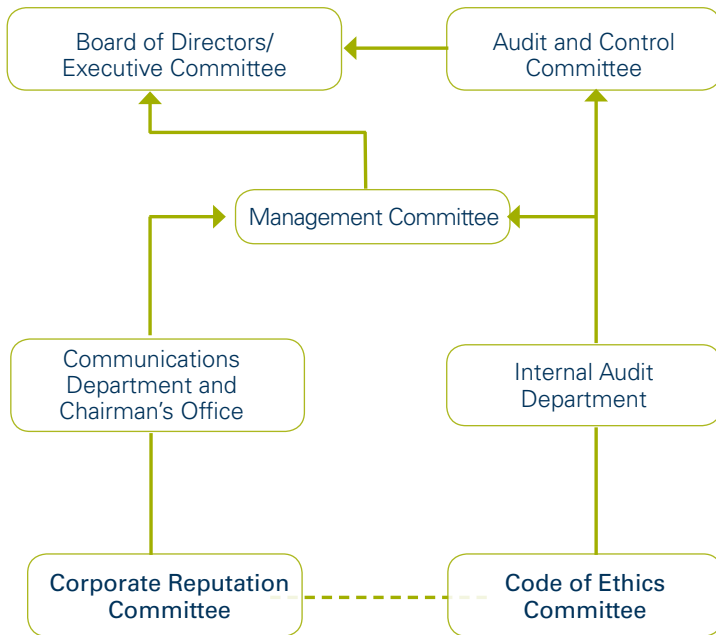 Board of Directors/
Executive Committee
Audit and Control
Committee
Management Committee
Communications
Department and
Chairman's Office
Internal Audit
Department
Corporate Reputation
Committee
Code of Ethics
Committee